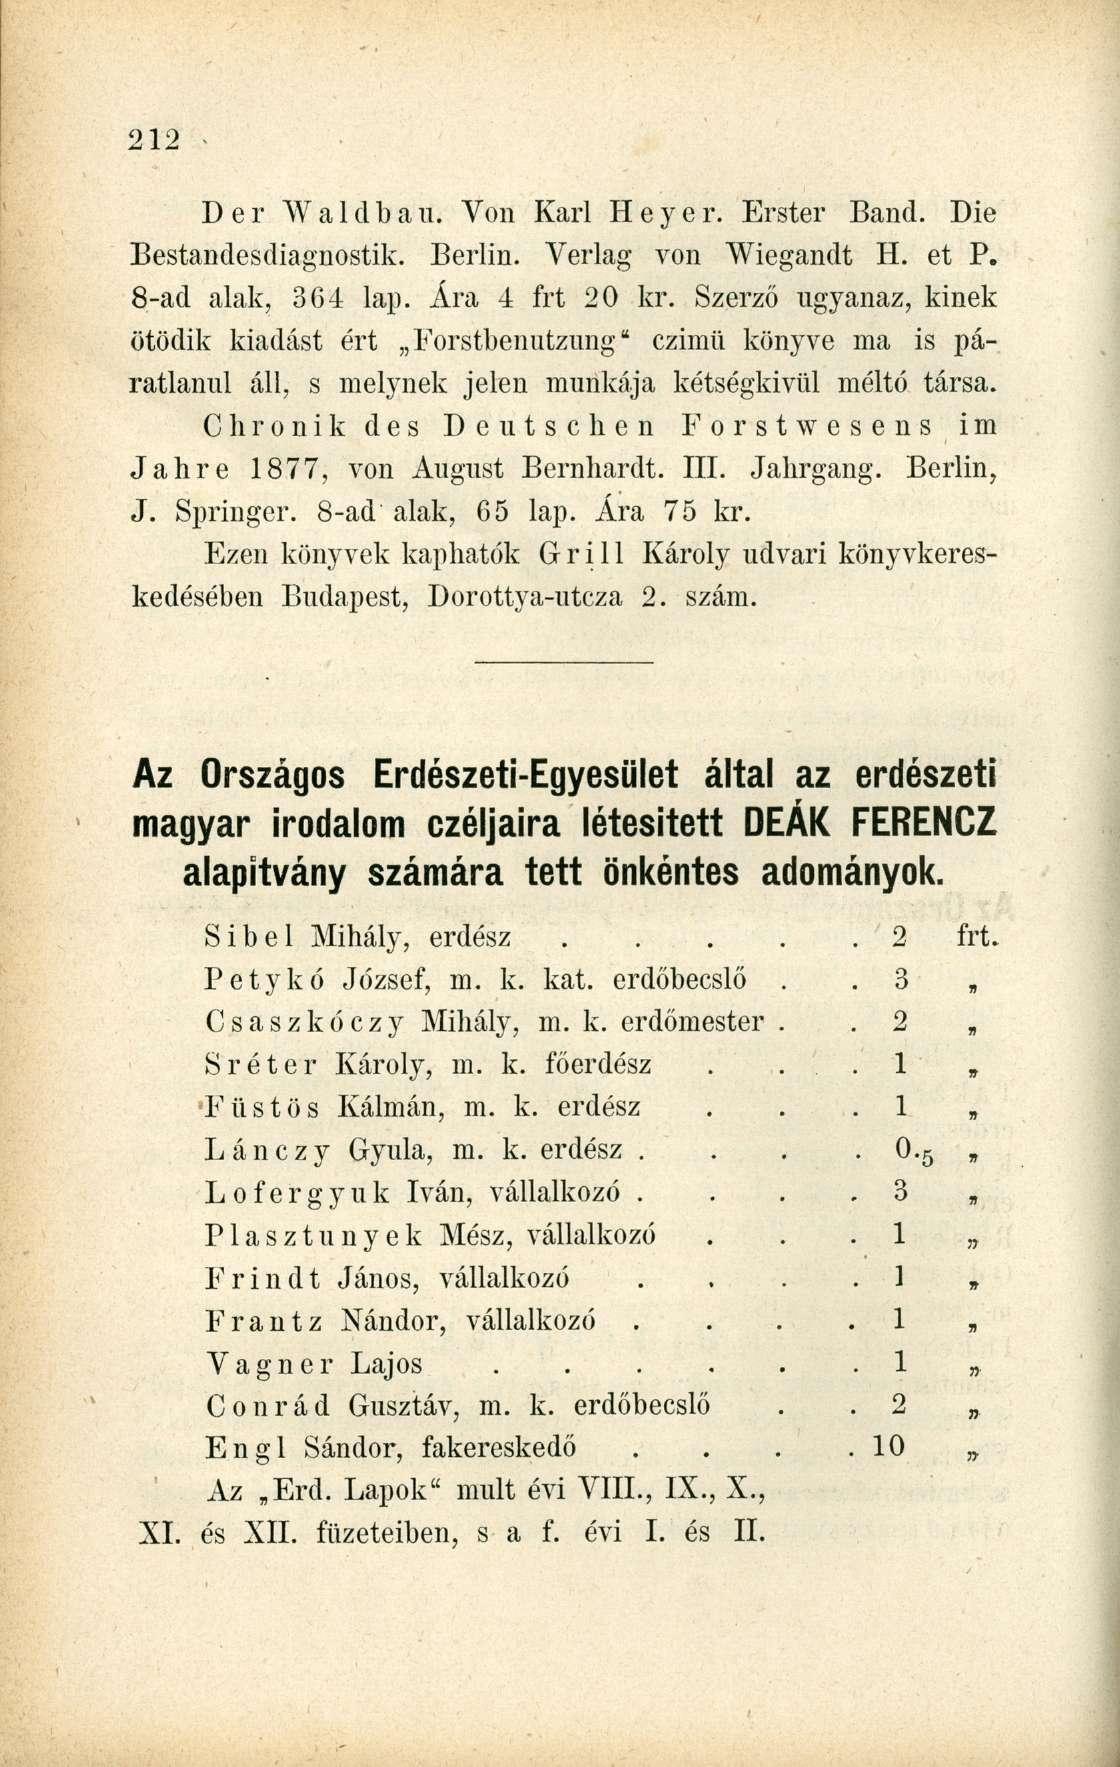 212
Der Waldbau. Von Karl Heyer. Erster Band. Die
Bestandesdiagnostik. Berlin. Verlag von Wiegandt H. et P.
8-ad alak, 364 lap. Ára 4 frt 20 kr. Szerző ugyanaz, kinek
ötödik kiadást ért „Forstbenutzung“ czimü könyve ma is pá-
ratlanul áll, s melynek jelen munkája kétségkivül méltó társa.
Chronik des Deutschen Forstwesens im
Jahre 1877, von August Bernhardt. III. Jahrgang. Berlin,
J. Springer. 8-ad alak, 65 lap. Ára 75 kr.
Ezen könyvek kaphatók Grill Károly udvari könyvkeres-
kedésében Budapest, Dorottya-utcza 2. szám.
Az Országos Erdészeti-Egyesület által az erdészeti
magyar irodalom czéljaira létesitett DEÁK FERENCZ
alapitvány számára tett önkéntes adományok.
Sibel Mihály, erdész . . . . . 2 frt.
Petykó József, m. k. kat. erdőbecslő . . 3 „
Csaszkóczy Mihály, m. k. erdőmester . . 2 „
Sréter Károly, m. k. főerdész . . . 1 „
Füstös Kálmán, m. k. erdész . . . 1 „
Lánczy Gyula, m. k. erdész . . . . 0.5 „
Lofergyuk Iván, vállalkozó . . . . 3 „
Plasztunyek Mész, vállalkozó . . . 1 „
Frindt János, vállalkozó . . . . 1 „
Frantz Nándor, vállalkozó . . . . 1 „
Vagner Lajos . . . . . . 1 „
Conrád Gusztáv, m. k. erdőbecslő . . 2 „
Engl Sándor, fakereskedő . . . . 10 „
Az „Erd. Lapok“ mult évi VIII., IX., X.,
XI. és XII. füzeteiben, s a f. évi I. és II.